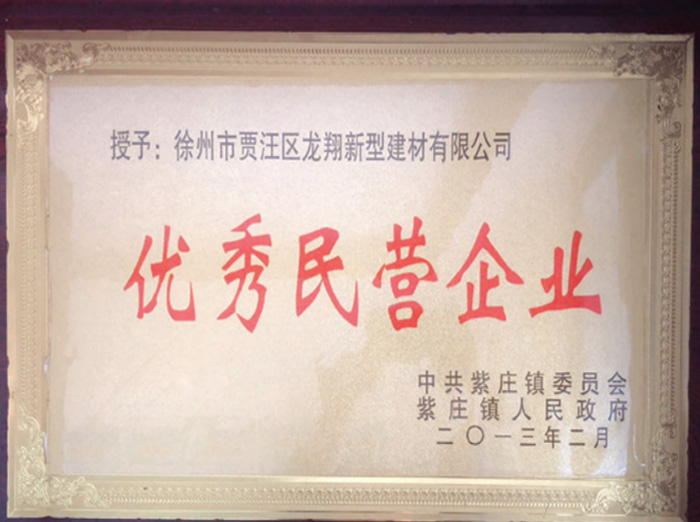 授予：徐州市贾汪区龙翔新型建材有限公司
优秀民营企业
中共紫庄镇委员会
紫庄镇人民政府
二〇一三年二月